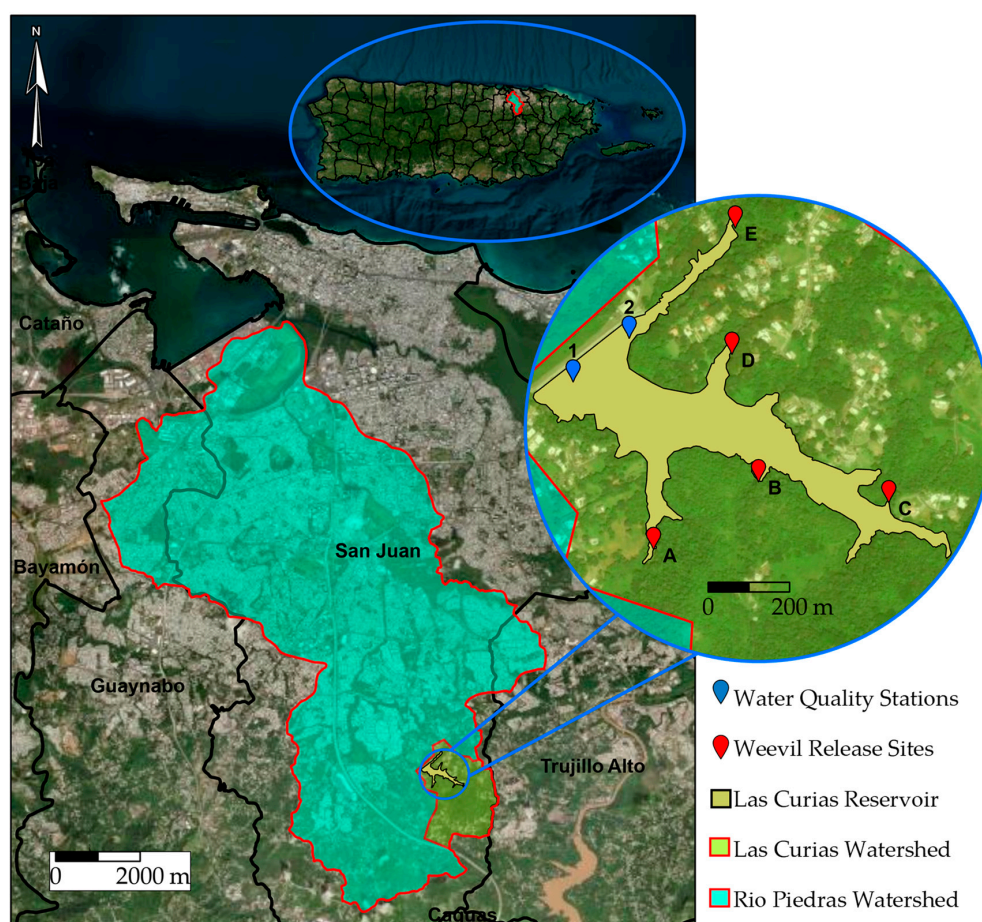 N
Cataño
Bayamón
Guaynabo
San Juan
Trujillo Alto
Caguas
0 2000 m
E
2
1
D
B
C
A
0 200 m
Water Quality Stations
Weevil Release Sites
Las Curias Reservoir
Las Curias Watershed
Rio Piedras Watershed